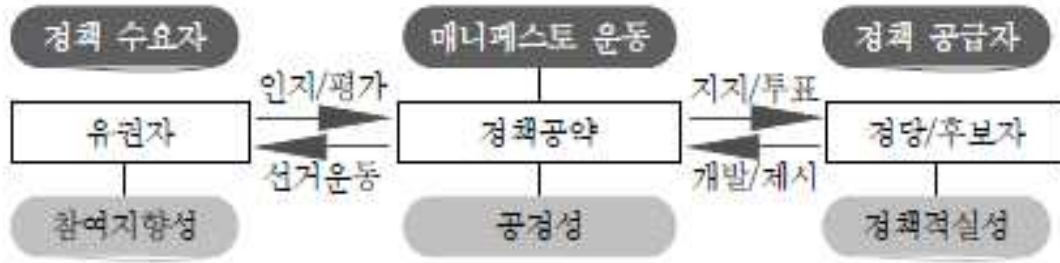 정책 수요자
매니페스토 운동
정책 공급자
인지/평가
지지/투표
유권자
정책공약
정당/후보자
선거운동
개발/제시
참여지향성
공정성
정책적실성